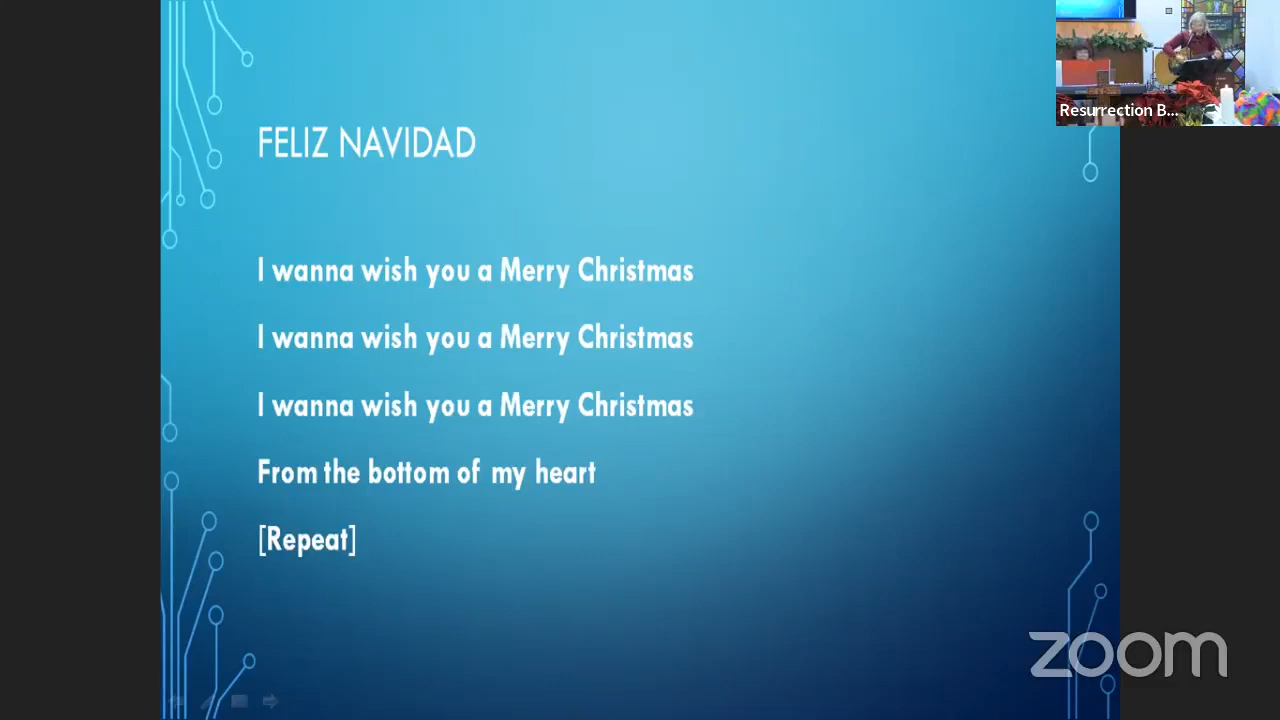 Resurrection B...
FELIZ NAVIDAD
I wanna wish you a Merry Christmas
I wanna wish you a Merry Christmas
I wanna wish you a Merry Christmas
From the bottom of my heart
[Repeat]
zoom